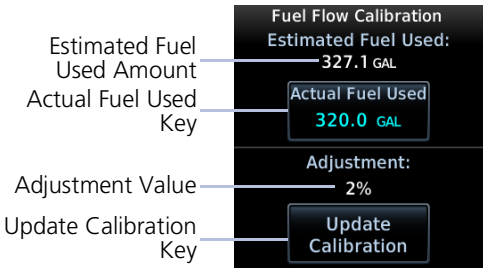 Fuel Flow Calibration
Estimated Fuel Used:
327.1 GAL
Estimated Fuel
Used Amount
Actual Fuel Used
320.0 GAL
Actual Fuel Used
Key
Adjustment:
2%
Adjustment Value
Update
Calibration
Update Calibration
Key